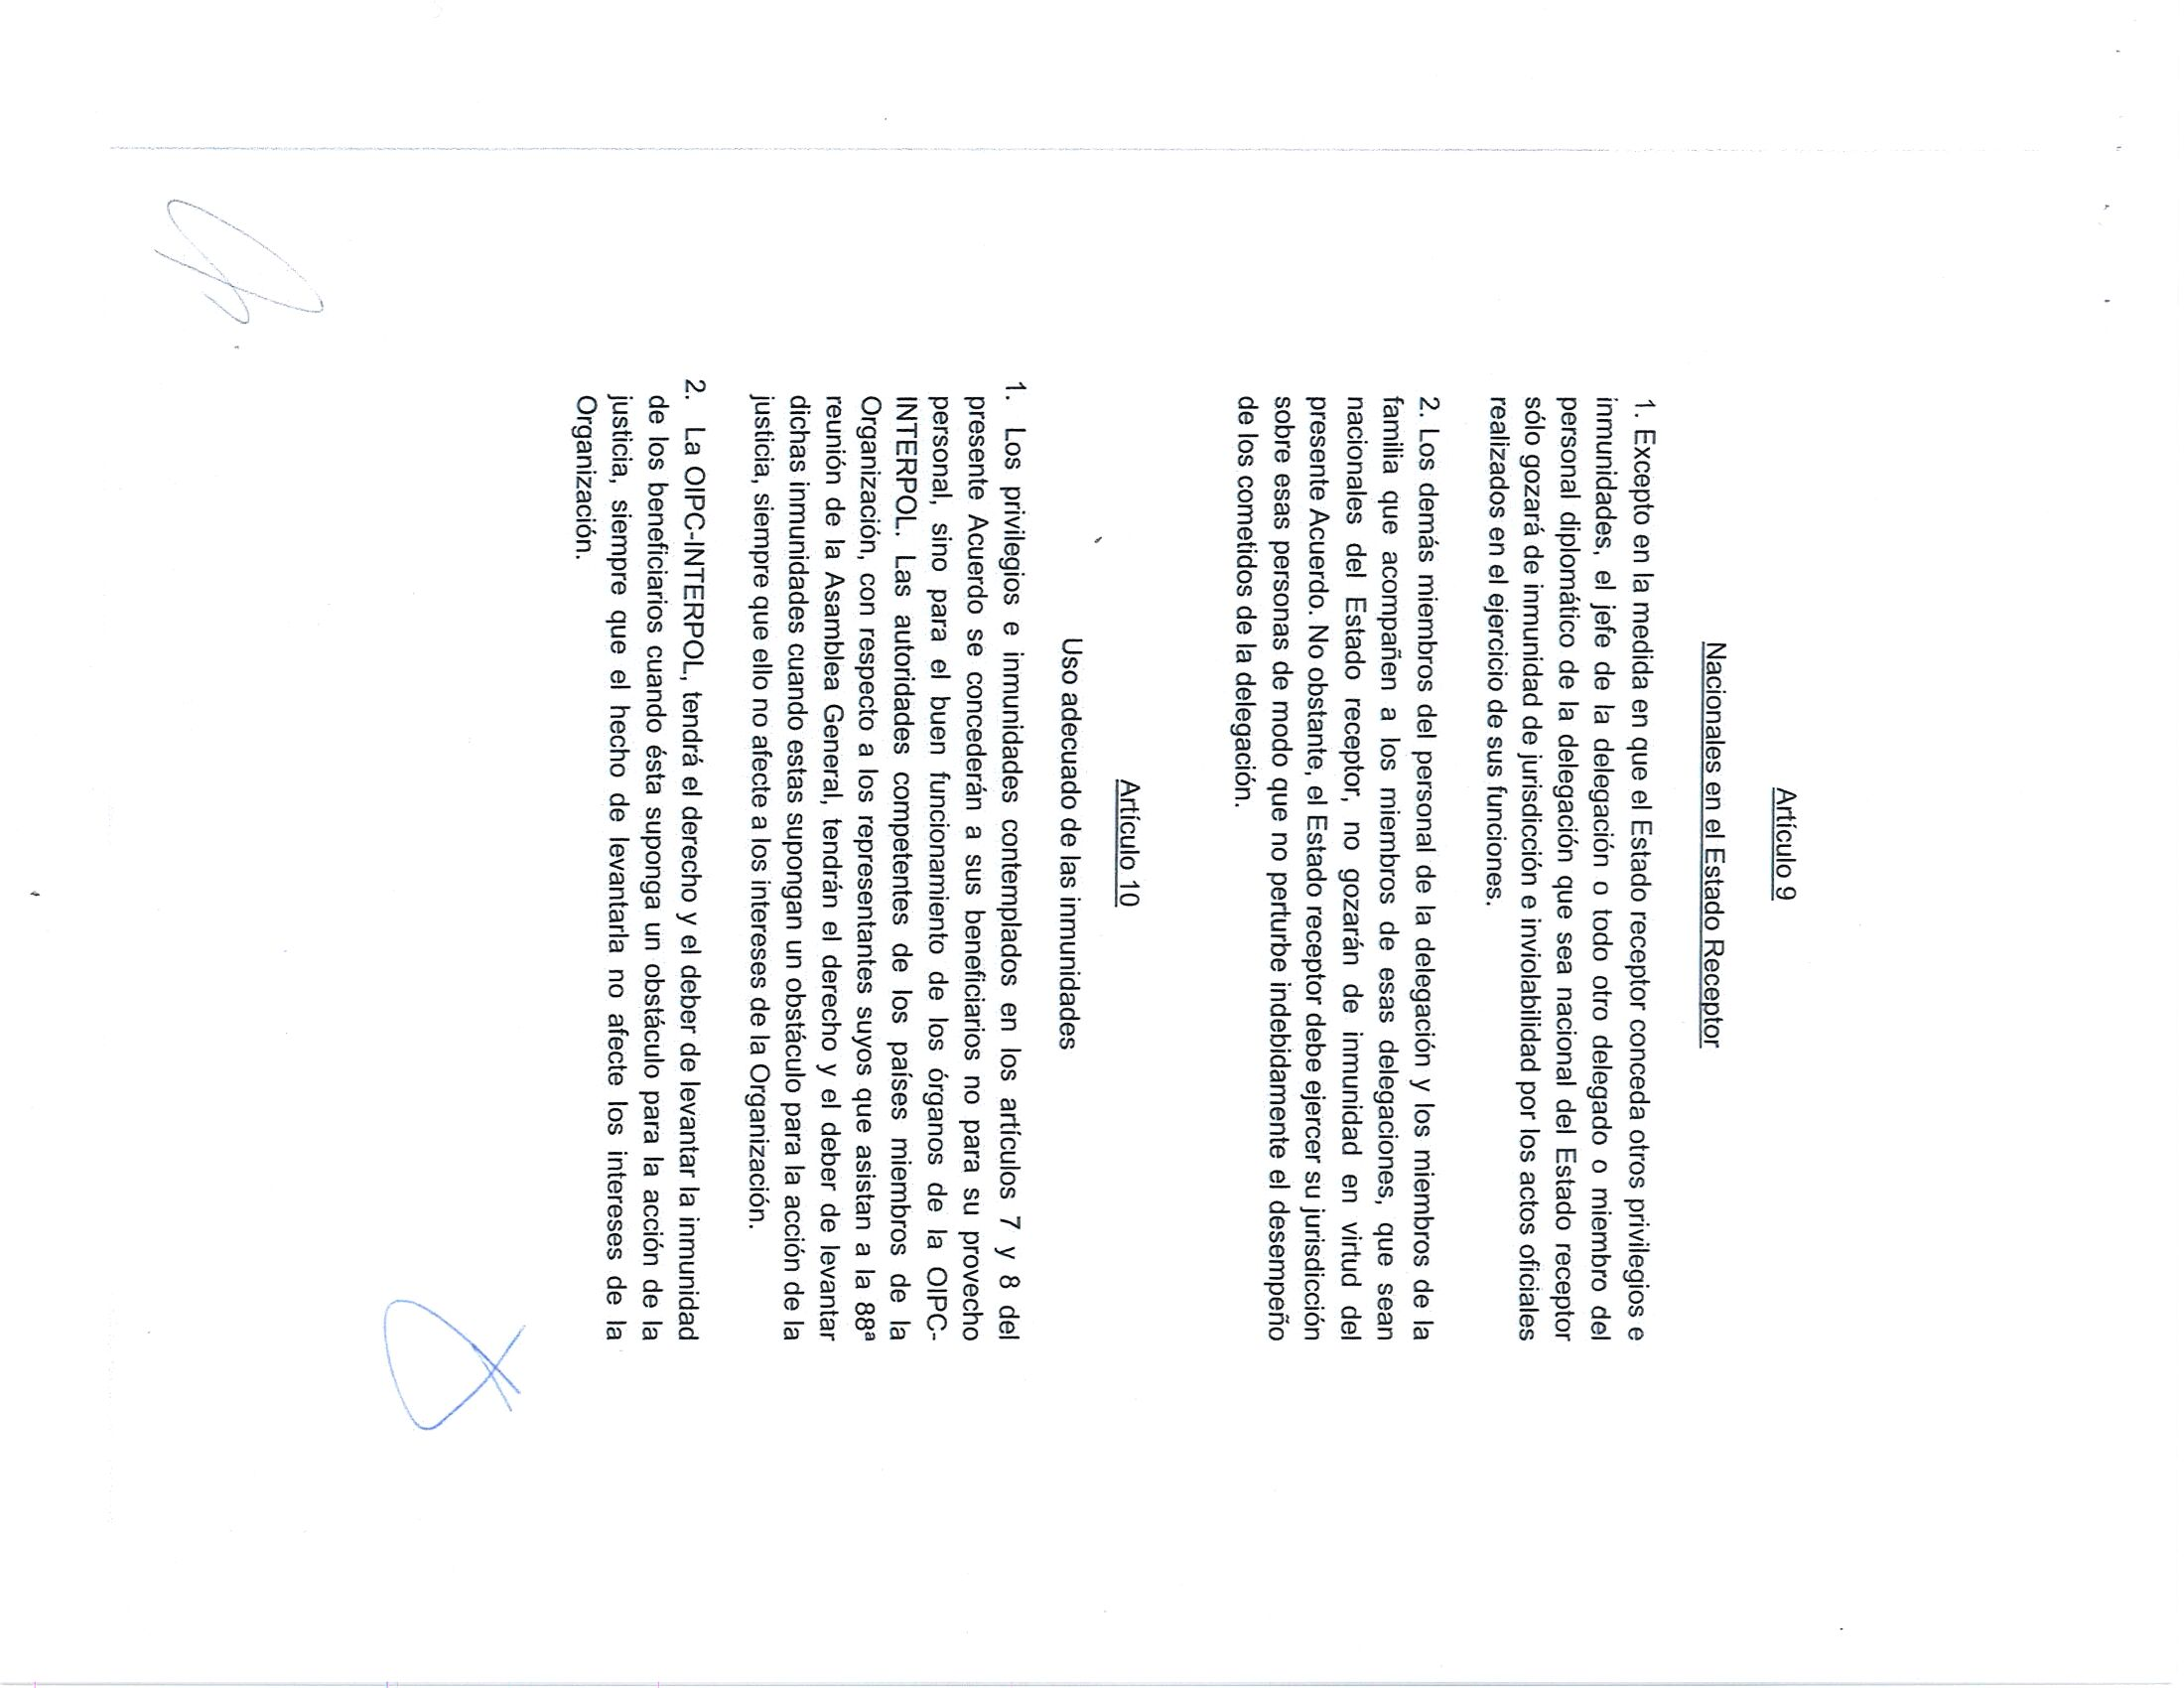 Artículo 9
Nacionales en el Estado Receptor
1. Excepto en la medida en que el Estado receptor conceda otros privilegios e
inmunidades, el jefe de la delegación o todo otro delegado o miembro del
personal diplomático de la delegación que sea nacional del Estado receptor
sólo gozará de inmunidad de jurisdicción e inviolabilidad por los actos oficiales
realizados en el ejercicio de sus funciones.
2. Los demás miembros del personal de la delegación y los miembros de la
familia que acompañen a los miembros de esas delegaciones, que sean
nacionales del Estado receptor, no gozarán de inmunidad en virtud del
presente Acuerdo. No obstante, el Estado receptor debe ejercer su jurisdicción
sobre esas personas de modo que no perturbe indebidamente el desempeño
de los cometidos de la delegación.
Artículo 10
Uso adecuado de las inmunidades
1. Los privilegios e inmunidades contemplados en los artículos 7 y 8 del
presente Acuerdo se concederán a sus beneficiarios no para su provecho
personal, sino para el buen funcionamiento de los órganos de la OIPC-
INTERPOL. Las autoridades competentes de los países miembros de la
Organización, con respecto a los representantes suyos que asistan a la 88ª
reunión de la Asamblea General, tendrán el derecho y el deber de levantar
dichas inmunidades cuando estas supongan un obstáculo para la acción de la
justicia, siempre que ello no afecte a los intereses de la Organización.
2. La OIPC-INTERPOL, tendrá el derecho y el deber de levantar la inmunidad
de los beneficiarios cuando ésta suponga un obstáculo para la acción de la
justicia, siempre que el hecho de levantarla no afecte los intereses de la
Organización.